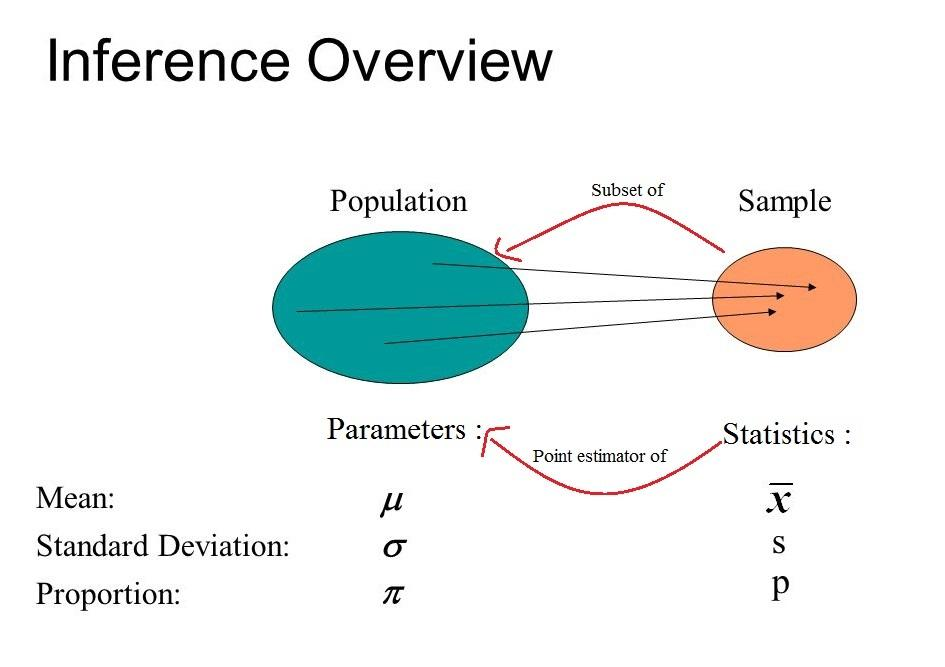 Inference Overview
Subset of
Population
Sample
Parameters :
Statistics :
Point estimator of
Mean: μ x̅
Standard Deviation: σ s
Proportion: π p